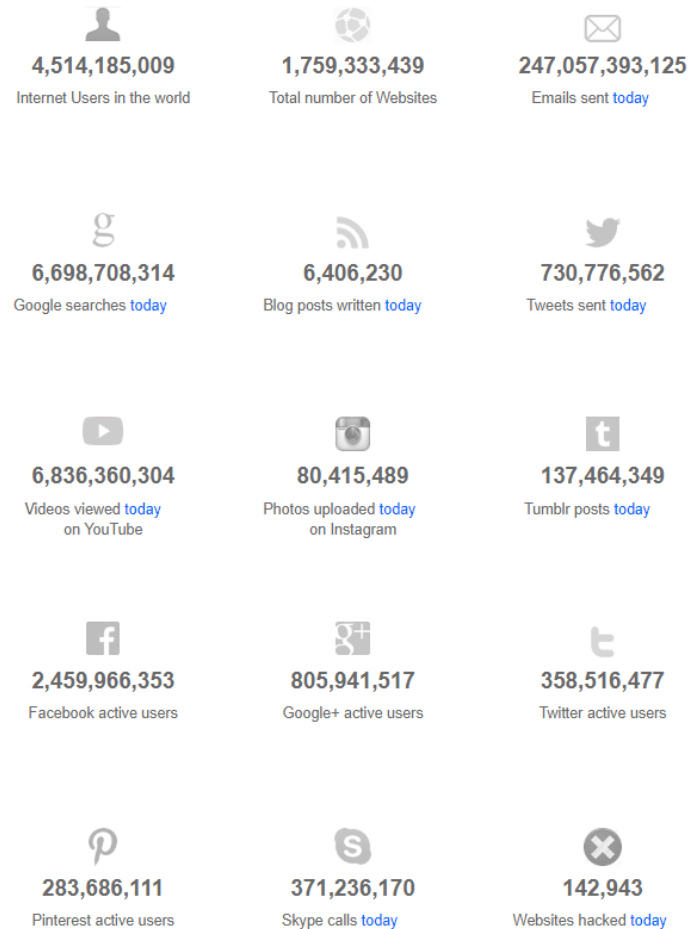 4,514,185,009
Internet Users in the world
1,759,333,439
Total number of Websites
247,057,393,125
Emails sent today
g
6,698,708,314
Google searches today
6,406,230
Blog posts written today
730,776,562
Tweets sent today
6,836,360,304
Videos viewed today
on YouTube
80,415,489
Photos uploaded today
on Instagram
t
137,464,349
Tumblr posts today
f
2,459,966,353
Facebook active users
g+
805,941,517
Google+ active users
t
358,516,477
Twitter active users
P
283,686,111
Pinterest active users
S
371,236,170
Skype calls today
142,943
Websites hacked today